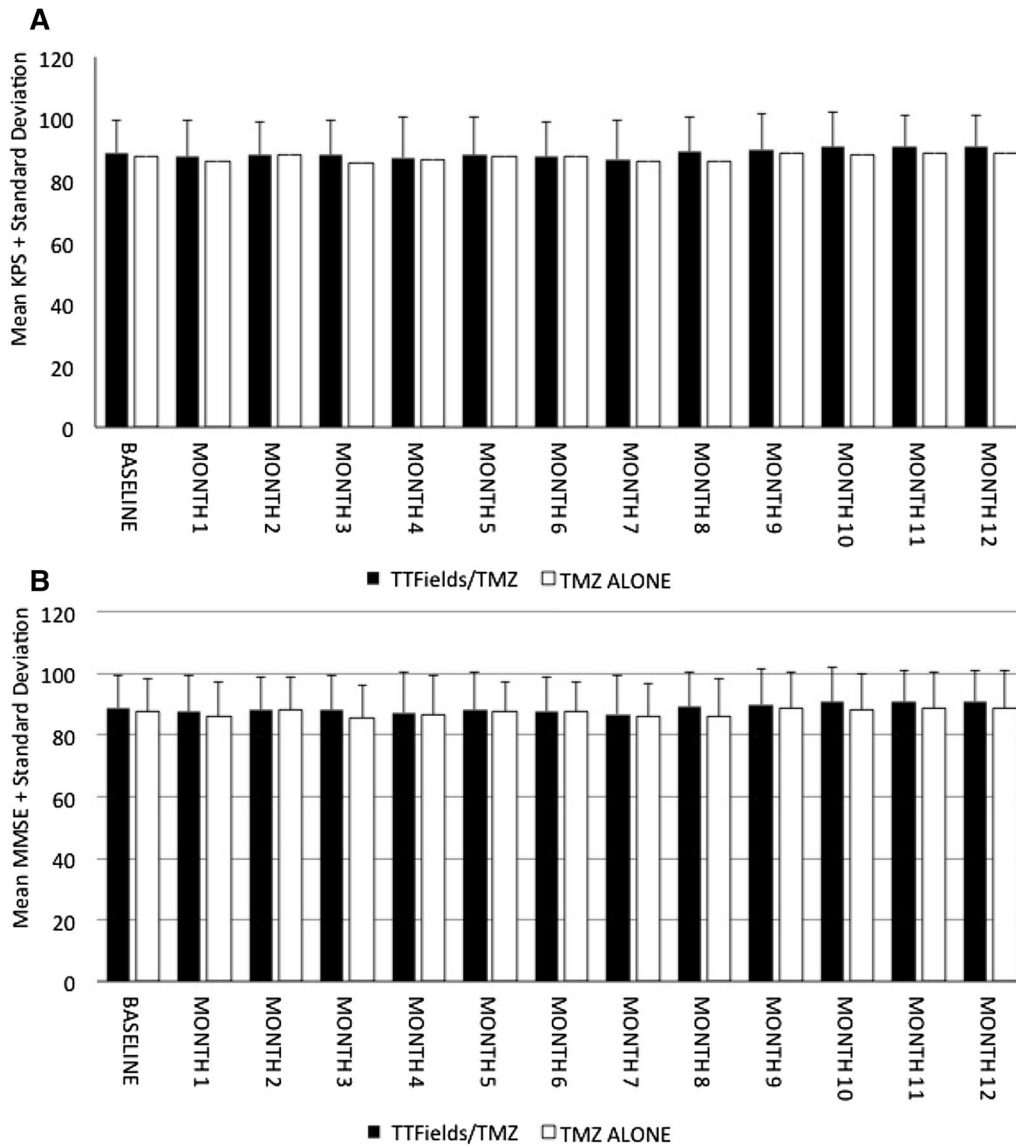 A
Mean KPS + Standard Deviation
120
100
80
60
40
20
0
BASELINE
MONTH 1
MONTH 2
MONTH 3
MONTH 4
MONTH 5
MONTH 6
MONTH 7
MONTH 8
MONTH 9
MONTH 10
MONTH 11
MONTH 12
TTFields/TMZ TMZ ALONE
B
Mean MMSE + Standard Deviation
120
100
80
60
40
20
0
BASELINE
MONTH 1
MONTH 2
MONTH 3
MONTH 4
MONTH 5
MONTH 6
MONTH 7
MONTH 8
MONTH 9
MONTH 10
MONTH 11
MONTH 12
TTFields/TMZ TMZ ALONE